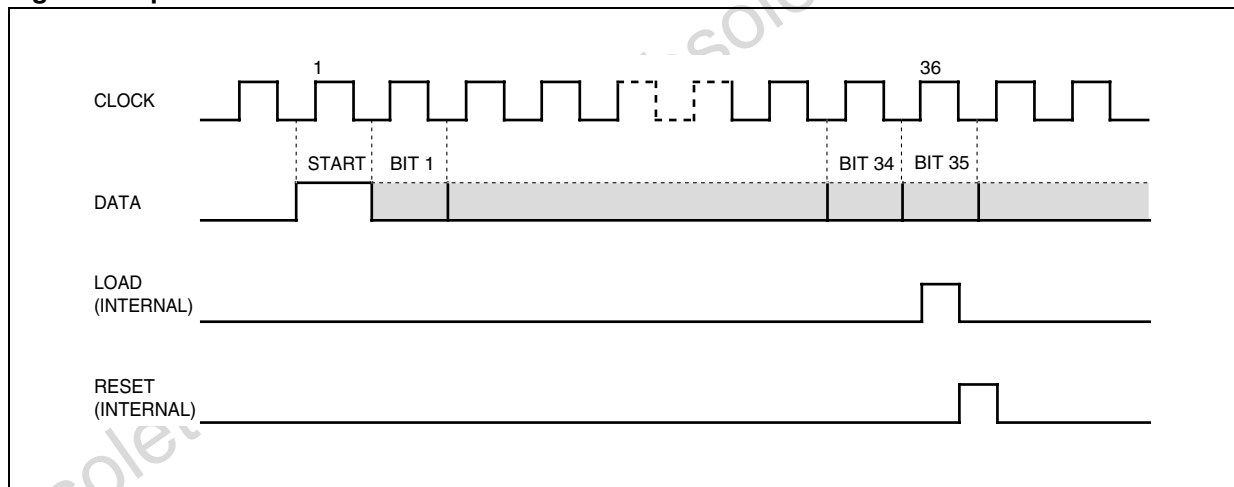 1 36
CLOCK
START BIT 1 BIT 34 BIT 35
DATA
LOAD
(INTERNAL)
RESET
(INTERNAL)